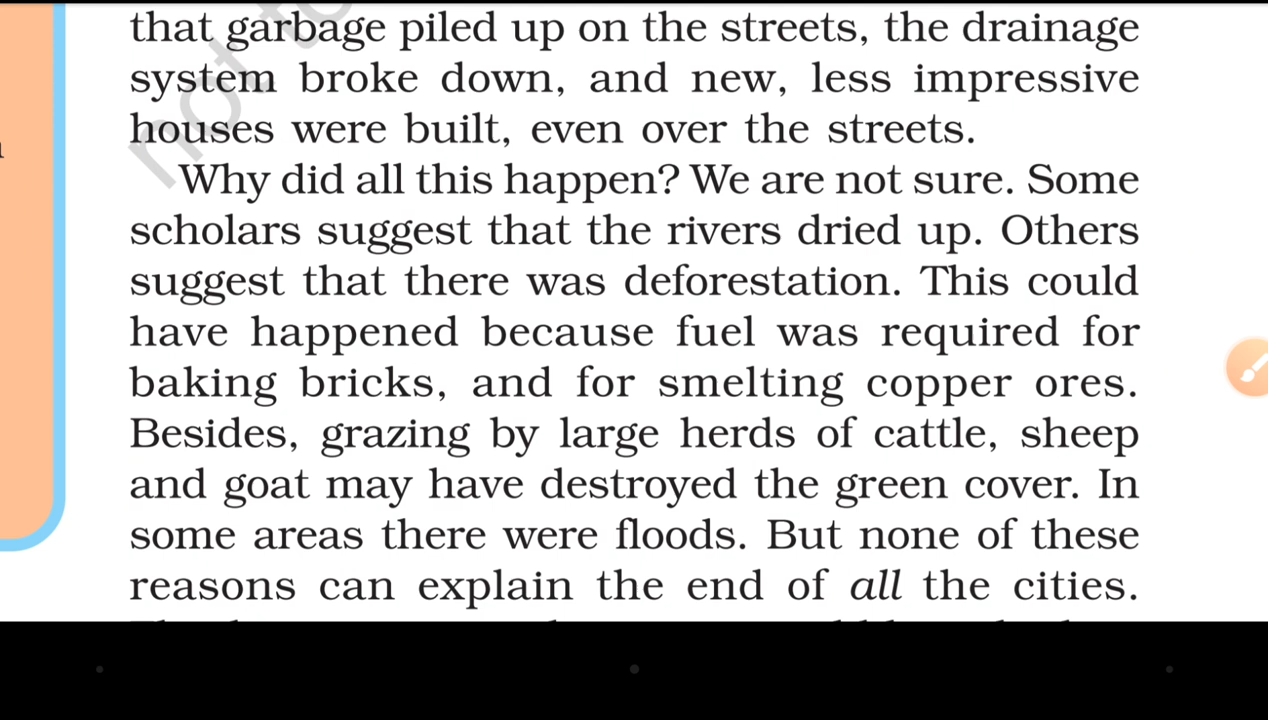 that garbage piled up on the streets, the drainage
system broke down, and new, less impressive
houses were built, even over the streets.
Why did all this happen? We are not sure. Some
scholars suggest that the rivers dried up. Others
suggest that there was deforestation. This could
have happened because fuel was required for
baking bricks, and for smelting copper ores.
Besides, grazing by large herds of cattle, sheep
and goat may have destroyed the green cover. In
some areas there were floods. But none of these
reasons can explain the end of all the cities.
not to